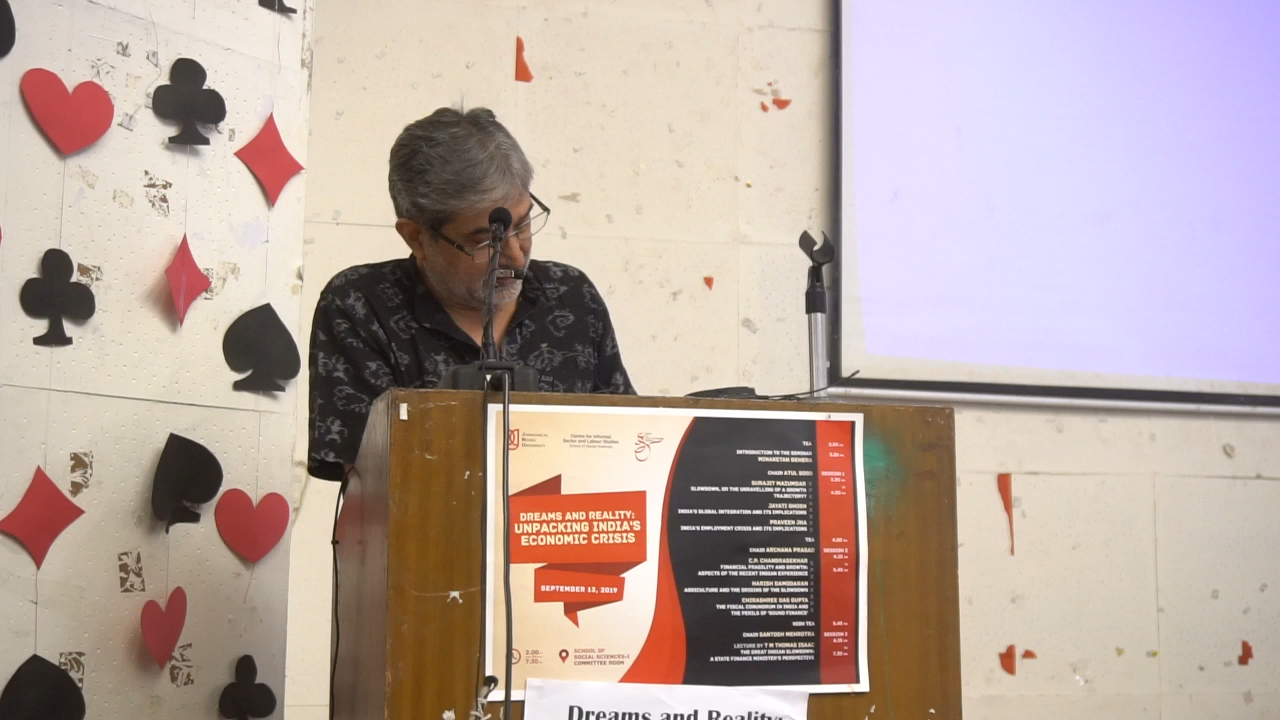 Jawaharlal
Nehru
University
Centre for Informal
Sector and Labour Studies
School of Social Sciences
DREAMS AND REALITY:
UNPACKING INDIA'S
ECONOMIC CRISIS
SEPTEMBER 13, 2019
2.00-
7.30
SCHOOL OF
SOCIAL SCIENCES-I
COMMITTEE ROOM
TEA
INTRODUCTION TO THE SEMINAR
MINAKETAN BEHERA
CHAIR ATUL SOOD SESSION 1
SURAJIT MAZUMDAR
SLOWDOWN, OR THE UNRAVELLING OF A GROWTH
TRAJECTORY?
JAYATI GHOSH
INDIA'S GLOBAL INTEGRATION AND ITS IMPLICATIONS
PRAVEEN JHA
INDIA'S EMPLOYMENT CRISIS AND ITS IMPLICATIONS
TEA
CHAIR ARCHANA PRASAD SESSION 2
C.P. CHANDRASEKHAR
FINANCIAL FRAGILITY AND GROWTH:
ASPECTS OF THE RECENT INDIAN EXPERIENCE
HARISH DAMODARAN
AGRICULTURE AND THE ORIGINS OF THE SLOWDOWN
CHIRASHREE DAS GUPTA
THE FISCAL CONUNDRUM IN INDIA AND
THE PERILS OF 'SOUND FINANCE'
HIGH TEA
CHAIR SANTOSH MEHROTRA SESSION 3
LECTURE BY T M THOMAS ISAAC
THE GREAT INDIAN SLOWDOWN:
A STATE FINANCE MINISTER'S PERSPECTIVE
Dreams and Reality: